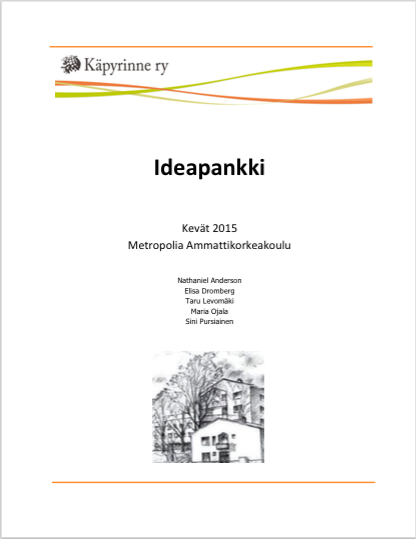 Käpyrinne ry
Ideapankki
Kevät 2015
Metropolia Ammattikorkeakoulu
Nathaniel Anderson
Elisa Dromberg
Taru Levomäki
Maria Ojala
Sini Pursiainen